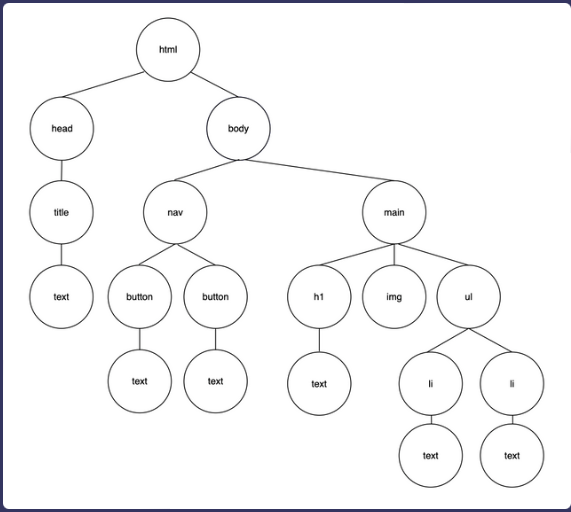 html
head
body
title
nav
main
text
button
button
h1
img
ul
text
text
text
li
li
text
text